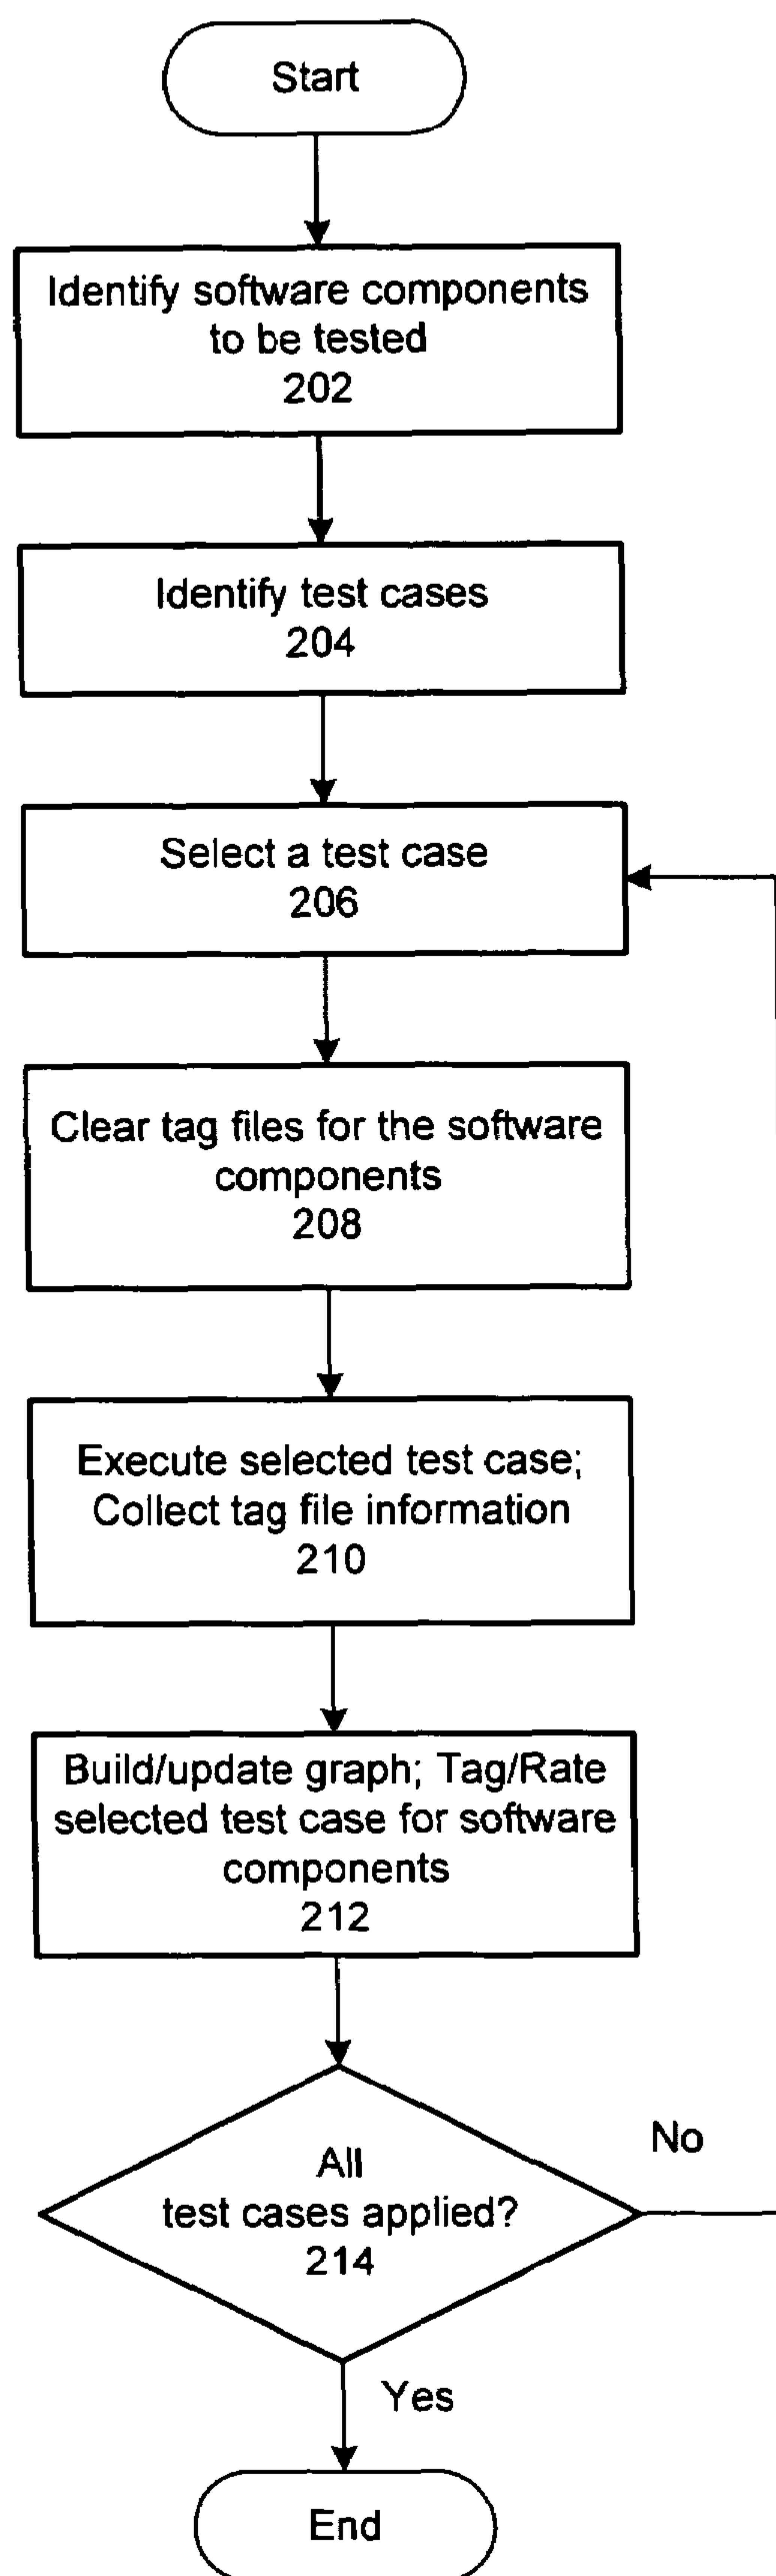 Start
Identify software components
to be tested
202
Identify test cases
204
Select a test case
206
Clear tag files for the software
components
208
Execute selected test case;
Collect tag file information
210
Build/update graph; Tag/Rate
selected test case for software
components
212
All
test cases applied?
214
No
Yes
End